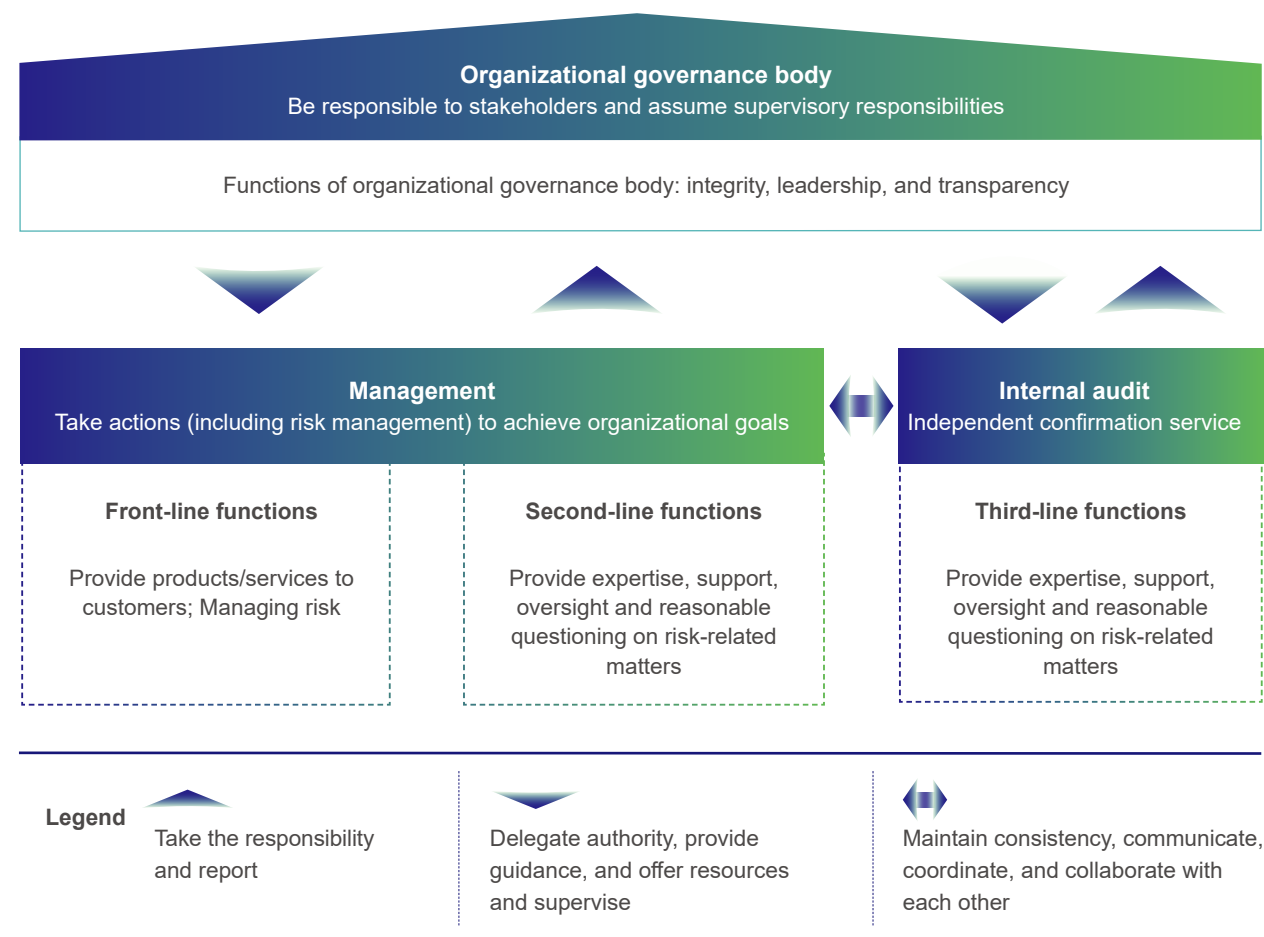 Organizational governance body
Be responsible to stakeholders and assume supervisory responsibilities
Functions of organizational governance body: integrity, leadership, and transparency
Management
Take actions (including risk management) to achieve organizational goals
Internal audit
Independent confirmation service
Front-line functions
Provide products/services to
customers; Managing risk
Second-line functions
Provide expertise, support,
oversight and reasonable
questioning on risk-related
matters
Third-line functions
Provide expertise, support,
oversight and reasonable
questioning on risk-related
matters
Legend
Take the responsibility
and report
Delegate authority, provide
guidance, and offer resources
and supervise
Maintain consistency, communicate,
coordinate, and collaborate with
each other